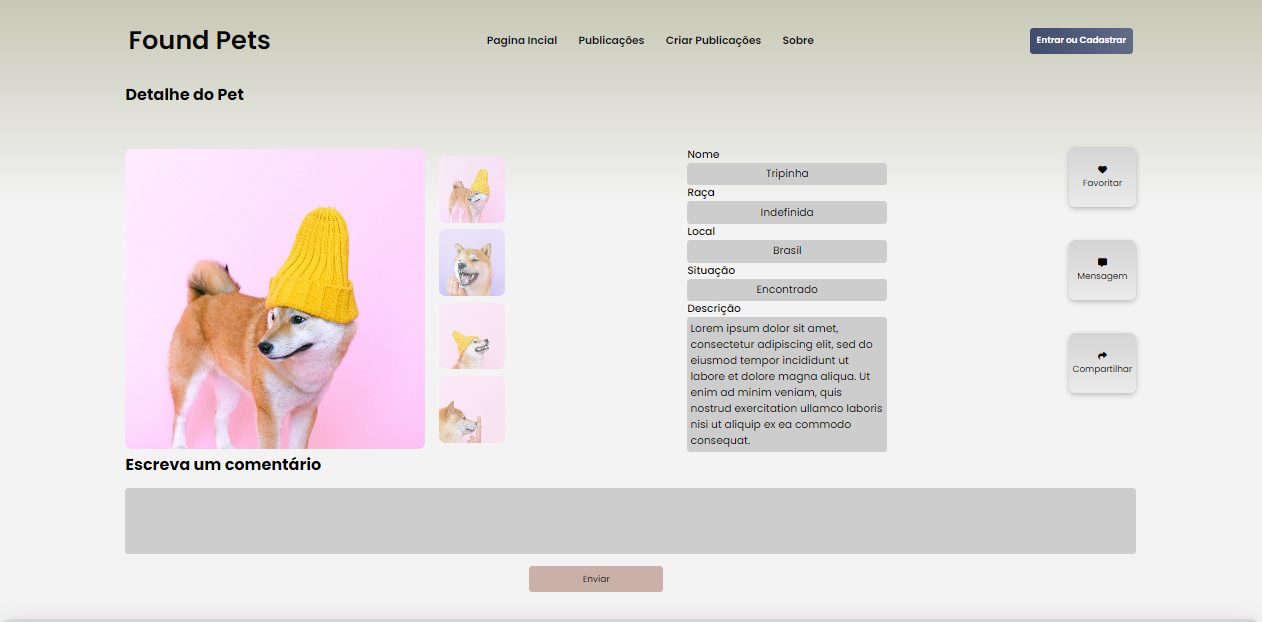 Found Pets
Pagina Incial
Publicações
Criar Publicações
Sobre
Entrar ou Cadastrar
Detalhe do Pet
Nome
Tripinha
Raça
Indefinida
Local
Brasil
Situação
Encontrado
Descrição
Lorem ipsum dolor sit amet,
consectetur adipiscing elit, sed do
eiusmod tempor incididunt ut
labore et dolore magna aliqua. Ut
enim ad minim veniam, quis
nostrud exercitation ullamco laboris
nisi ut aliquip ex ea commodo
consequat.
Favoritar
Mensagem
Compartilhar
Escreva um comentário
Enviar